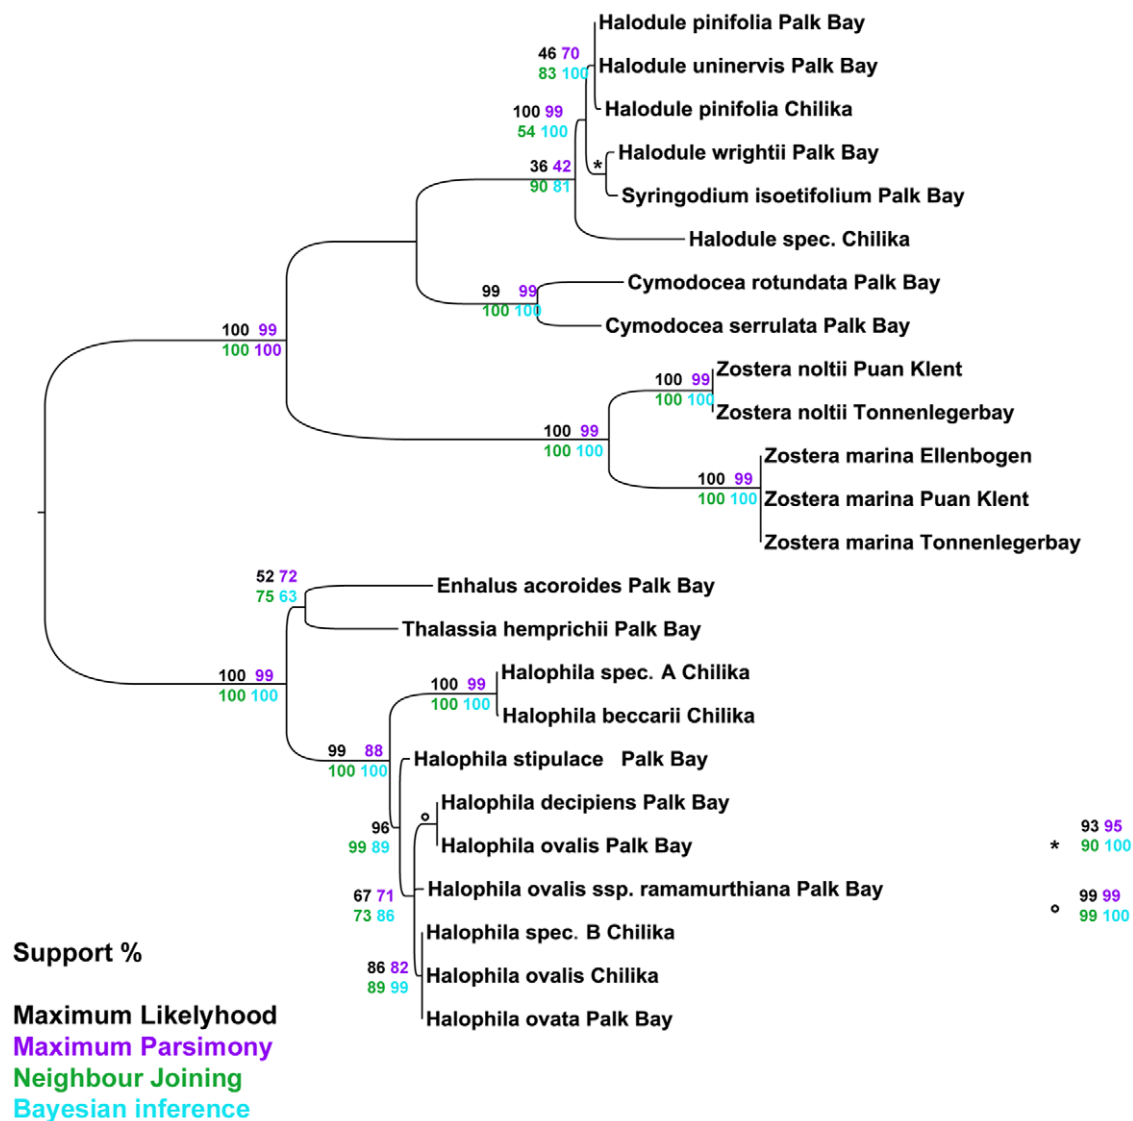 Halodule pinifolia Palk Bay
46 70
Halodule uninervis Palk Bay
83 100
100 99
Halodule pinifolia Chilika
54 100
Halodule wrightii Palk Bay
36 42
*
90 81
Syringodium isoetifolium Palk Bay
Halodule spec. Chilika
Cymodocea rotundata Palk Bay
99 99
100 100
Cymodocea serrulata Palk Bay
100 99
100 100
Zostera noltii Puan Klent
100 99
100 100
Zostera noltii Tonnenlegerbay
100 99
100 100
Zostera marina Ellenbogen
100 99
100 100
Zostera marina Puan Klent
Zostera marina Tonnenlegerbay
52 72
75 63
Enhalus acoroides Palk Bay
Thalassia hemprichii Palk Bay
100 99
100 100
Halophila spec. A Chilika
100 99
100 100
Halophila beccarii Chilika
99 88
100 100
Halophila stipulace Palk Bay
Halophila decipiens Palk Bay
96
99 89
Halophila ovalis Palk Bay
* 93 95
90 100
67 71
73 86
Halophila ovalis ssp. ramamurthiana Palk Bay
° 99 99
99 100
Halophila spec. B Chilika
Support %
86 82
89 99
Halophila ovalis Chilika
Halophila ovata Palk Bay
Maximum Likelyhood
Maximum Parsimony
Neighbour Joining
Bayesian inference